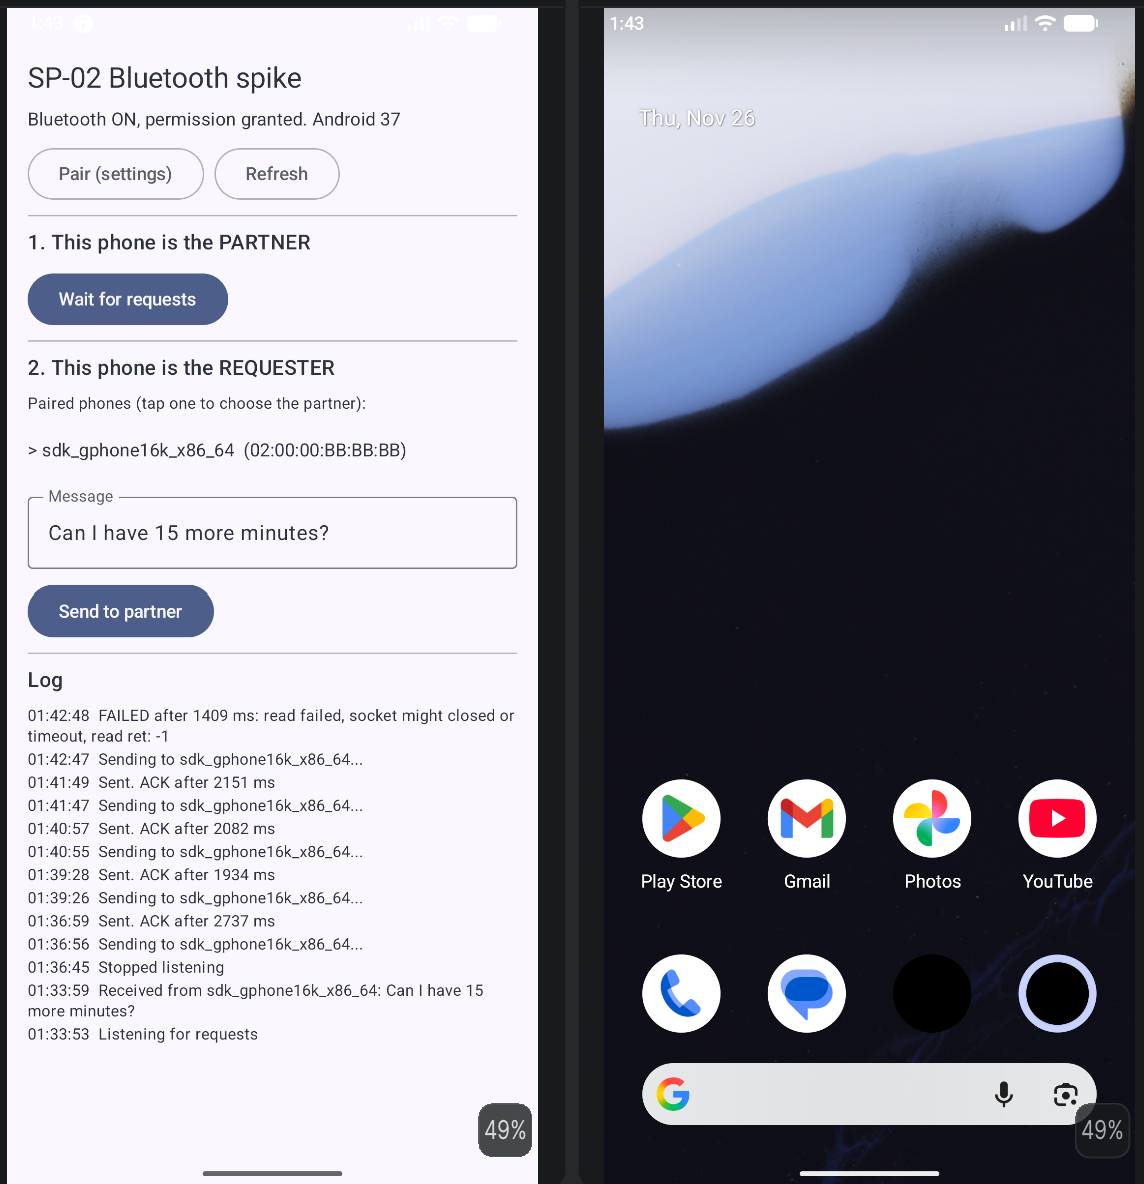 1:43
SP-02 Bluetooth spike
Bluetooth ON, permission granted. Android 37
Pair (settings)
Refresh
1. This phone is the PARTNER
Wait for requests
2. This phone is the REQUESTER
Paired phones (tap one to choose the partner):
> sdk_gphone16k_x86_64 (02:00:00:BB:BB:BB)
Message
Can I have 15 more minutes?
Send to partner
Log
01:42:48 FAILED after 1409 ms: read failed, socket might closed or
timeout, read ret: -1
01:42:47 Sending to sdk_gphone16k_x86_64...
01:41:49 Sent. ACK after 2151 ms
01:41:47 Sending to sdk_gphone16k_x86_64...
01:40:57 Sent. ACK after 2082 ms
01:40:55 Sending to sdk_gphone16k_x86_64...
01:39:28 Sent. ACK after 1934 ms
01:39:26 Sending to sdk_gphone16k_x86_64...
01:36:59 Sent. ACK after 2737 ms
01:36:56 Sending to sdk_gphone16k_x86_64...
01:36:45 Stopped listening
01:33:59 Received from sdk_gphone16k_x86_64: Can I have 15
more minutes?
01:33:53 Listening for requests
49%
1:43
Thu, Nov 26
Play Store
Gmail
Photos
YouTube
49%